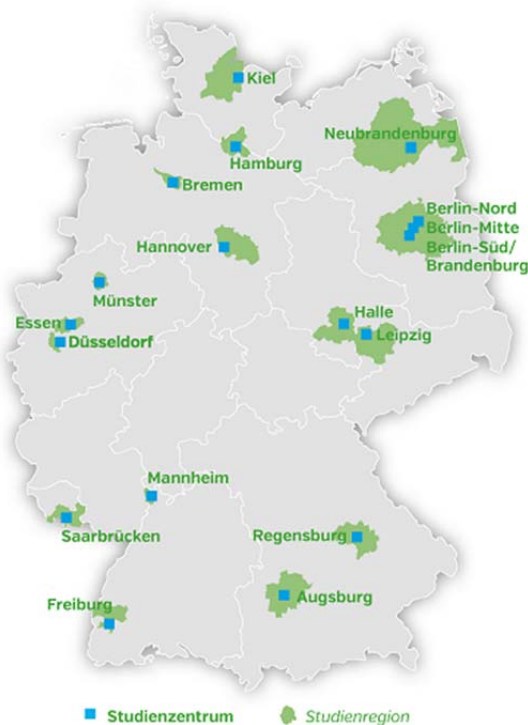 Kiel
Neubrandenburg
Hamburg
Bremen
Berlin-Nord
Berlin-Mitte
Berlin-Süd/
Brandenburg
Hannover
Münster
Halle
Essen
Leipzig
Düsseldorf
Mannheim
Saarbrücken
Regensburg
Augsburg
Freiburg
Studienzentrum
Studienregion